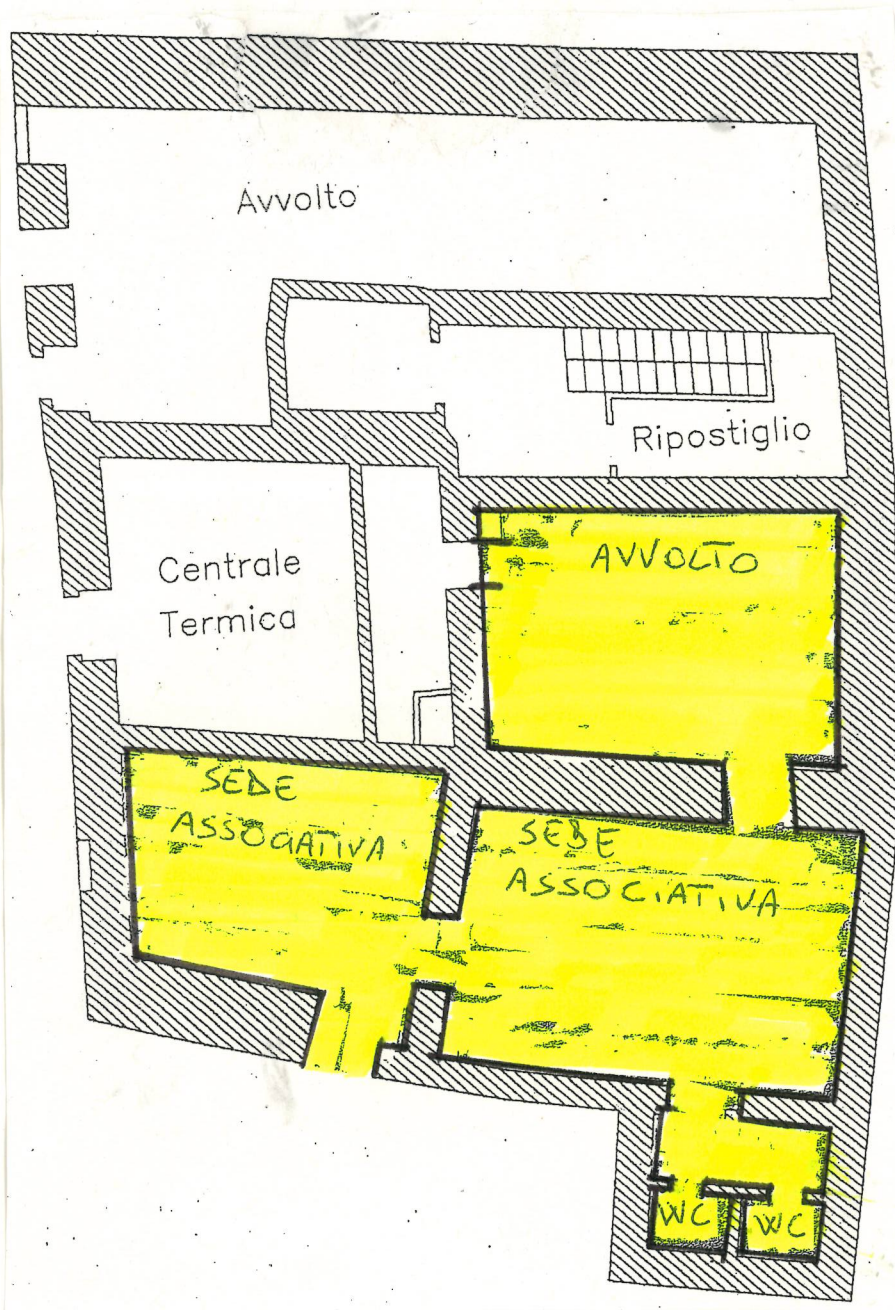 Avvolto
Ripostiglio
AVVOLTO
Centrale
Termica
SEDE
ASSOCIATIVA
SEDE
ASSOCIATIVA
WC
WC